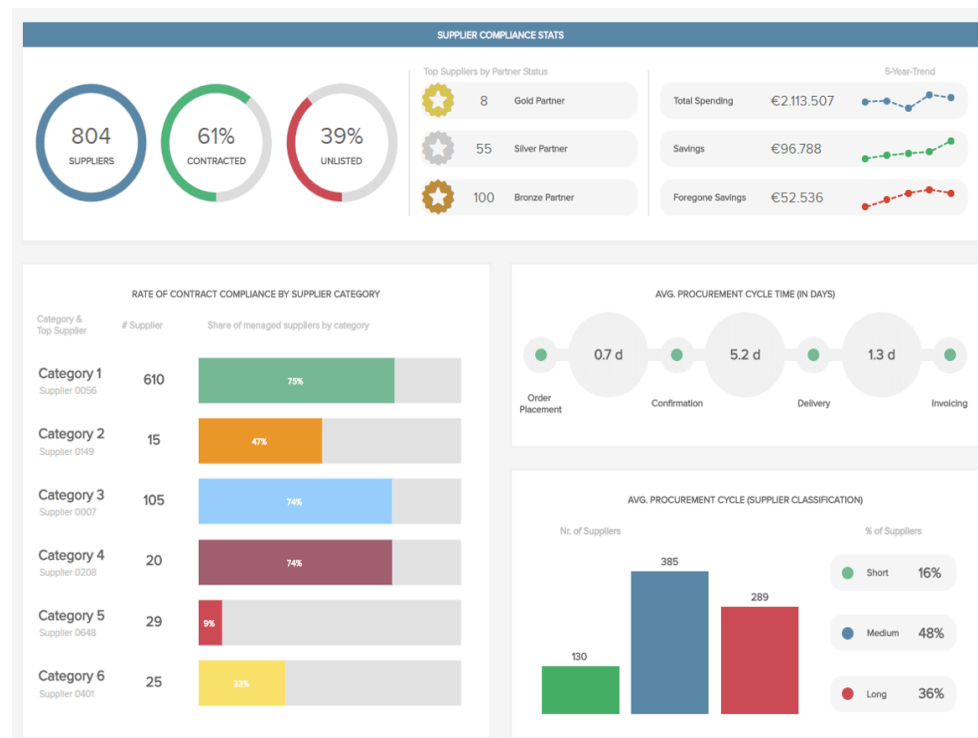 SUPPLIER COMPLIANCE STATS
804
SUPPLIERS
61%
CONTRACTED
39%
UNLISTED
Top Suppliers by Partner Status
8 Gold Partner
55 Silver Partner
100 Bronze Partner
5-Year-Trend
Total Spending €2.113.507
Savings €96.788
Foregone Savings €52.536
RATE OF CONTRACT COMPLIANCE BY SUPPLIER CATEGORY
Category &
Top Supplier
# Supplier
Share of managed suppliers by category
Category 1
Supplier 0056
610
75%
Category 2
Supplier 0149
15
47%
Category 3
Supplier 0007
105
74%
Category 4
Supplier 0208
20
74%
Category 5
Supplier 0648
29
9%
Category 6
Supplier 0401
25
33%
AVG. PROCUREMENT CYCLE TIME (IN DAYS)
0.7 d
5.2 d
1.3 d
Order
Placement
Confirmation
Delivery
Invoicing
AVG. PROCUREMENT CYCLE (SUPPLIER CLASSIFICATION)
Nr. of Suppliers
130
385
289
% of Suppliers
Short 16%
Medium 48%
Long 36%